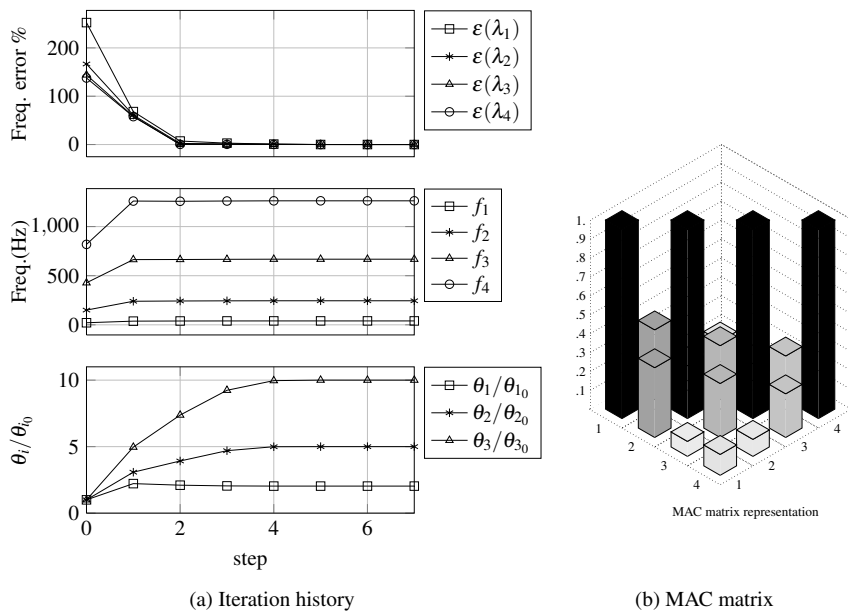 Freq. error %
200
100
0
ε(λ1)
ε(λ2)
ε(λ3)
ε(λ4)
Freq.(Hz)
1,000
500
0
f1
f2
f3
f4
θi/θi0
10
5
0
θ1/θ10
θ2/θ20
θ3/θ30
0 2 4 6
step
(a) Iteration history
1.
.9
.8
.7
.6
.5
.4
.3
.2
.1
1
2
3
4
1
2
3
4
MAC matrix representation
(b) MAC matrix